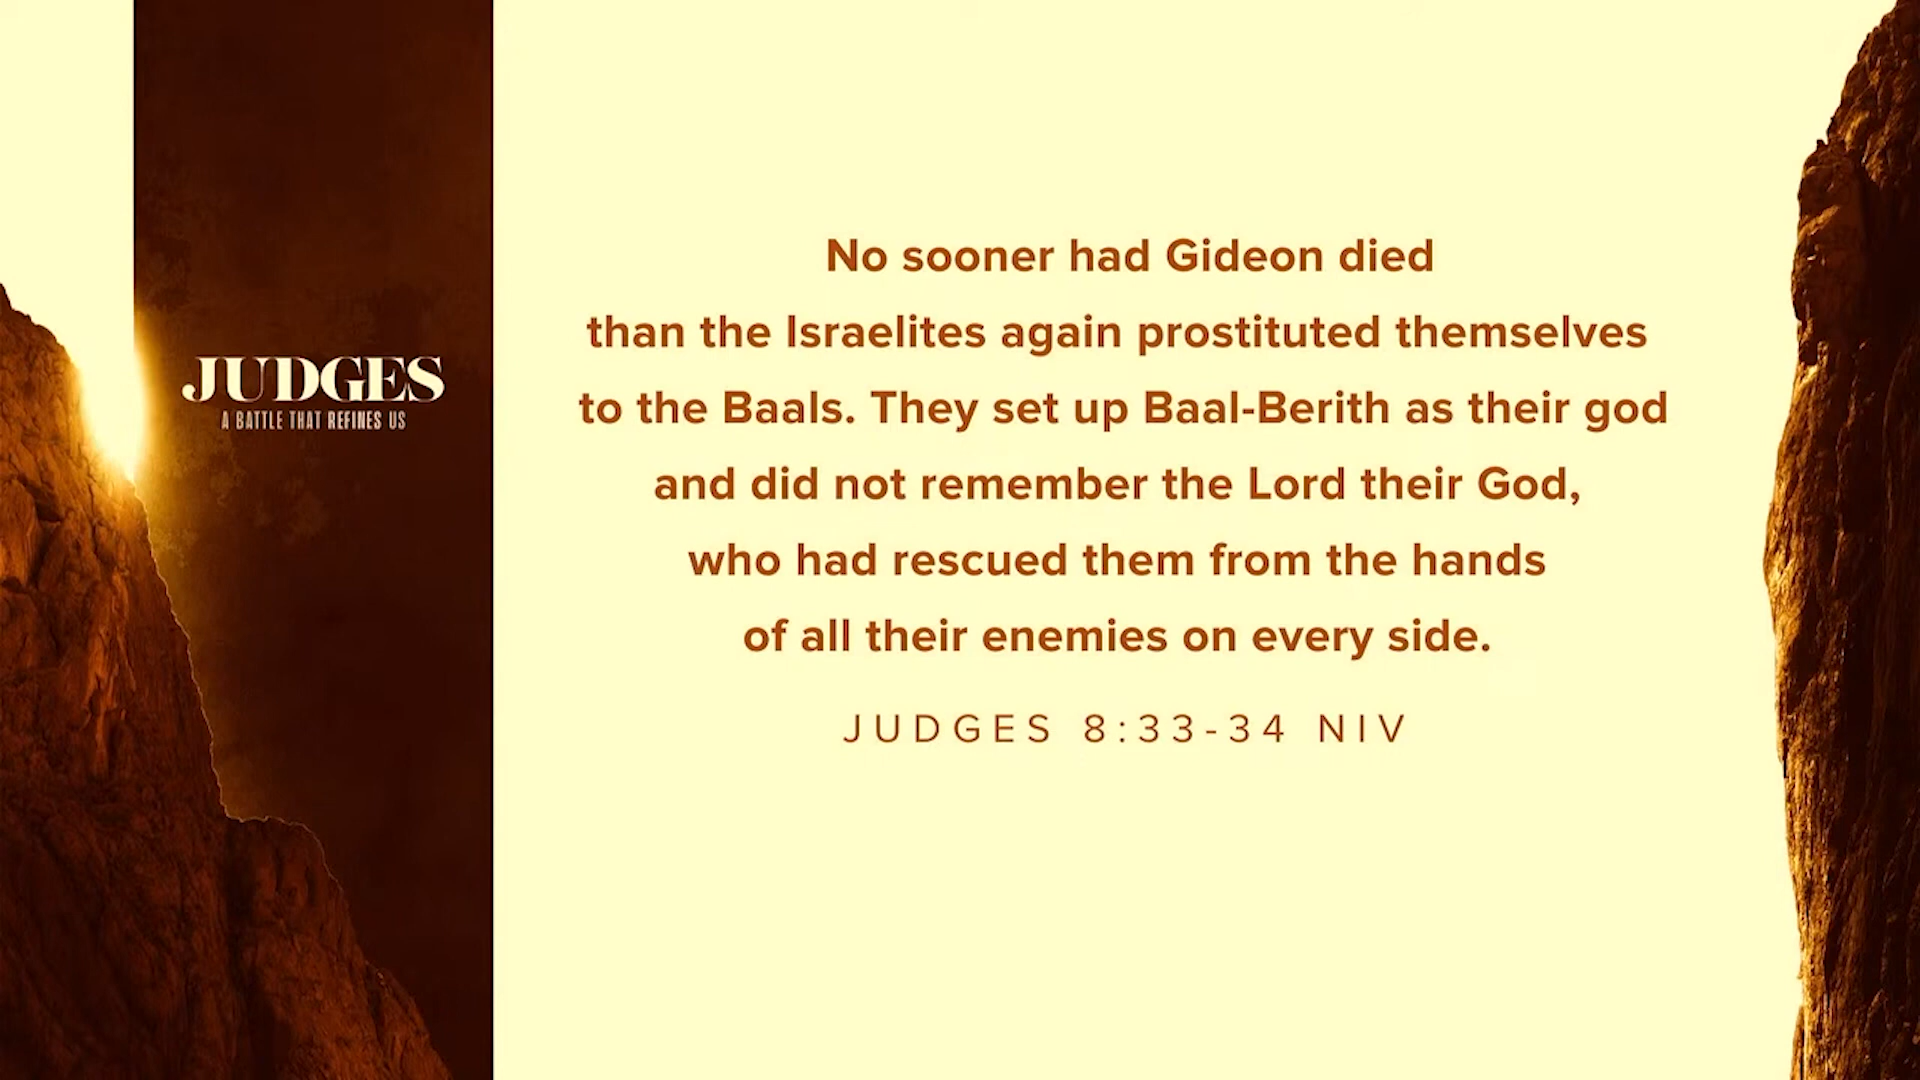 JUDGES
A BATTLE THAT REFINES US
No sooner had Gideon died
than the Israelites again prostituted themselves
to the Baals. They set up Baal-Berith as their god
and did not remember the Lord their God,
who had rescued them from the hands
of all their enemies on every side.
JUDGES 8:33-34 NIV